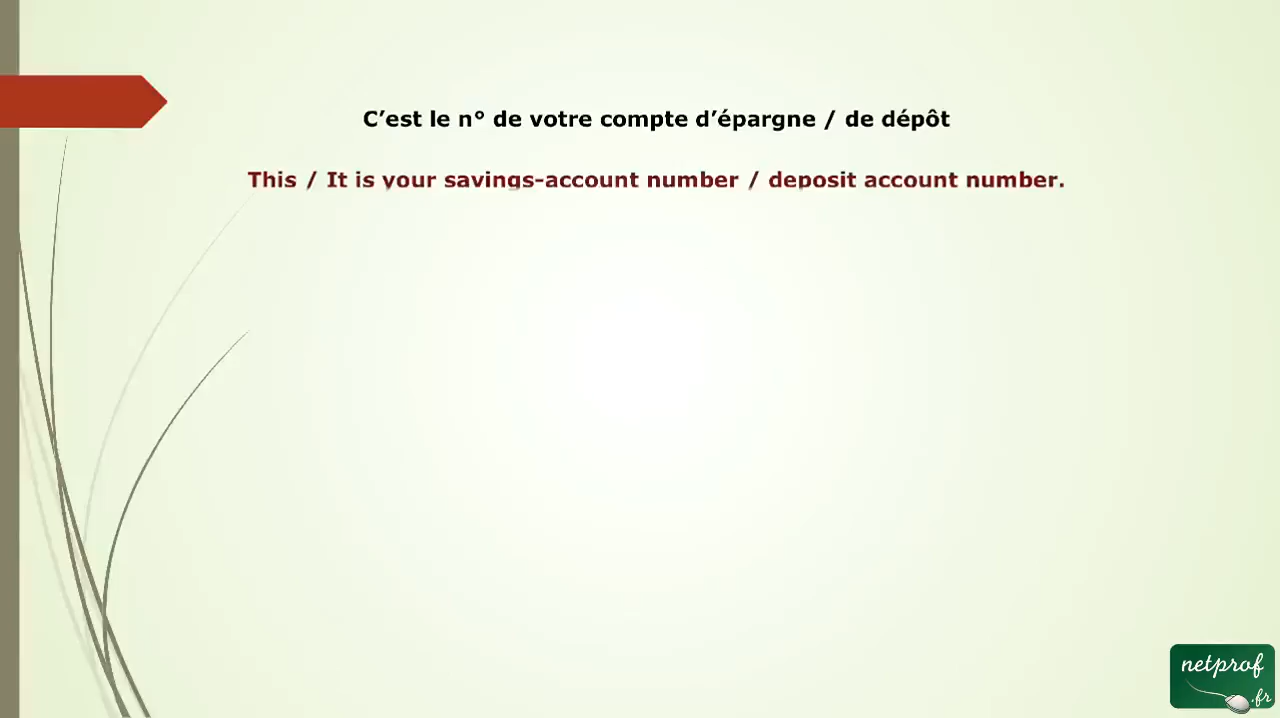 C’est le n° de votre compte d’épargne / de dépôt
This / It is your savings-account number / deposit account number.
netprof
.fr